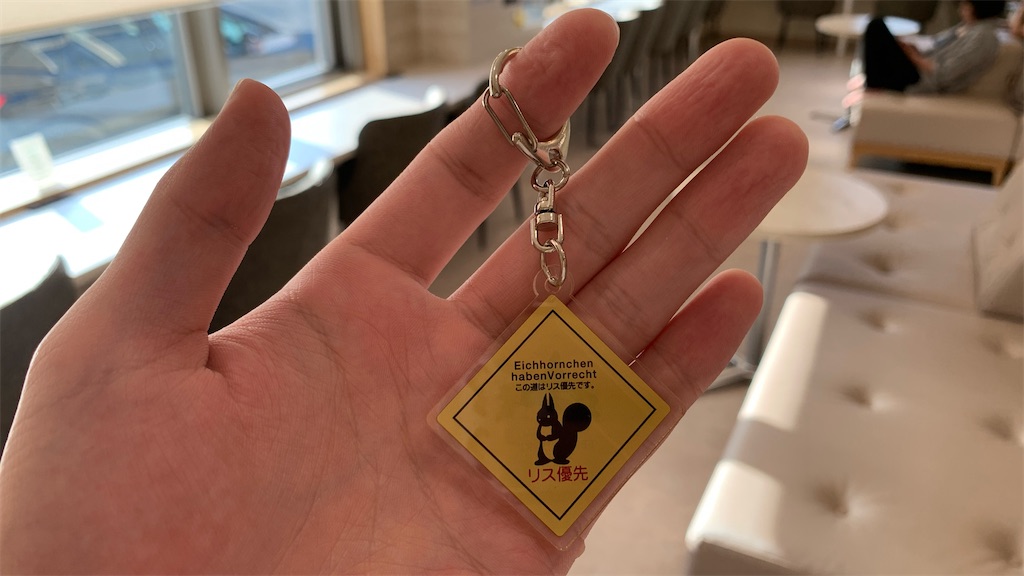 Eichhornchen
habenVorrecht
この道はリス優先です。
リス優先